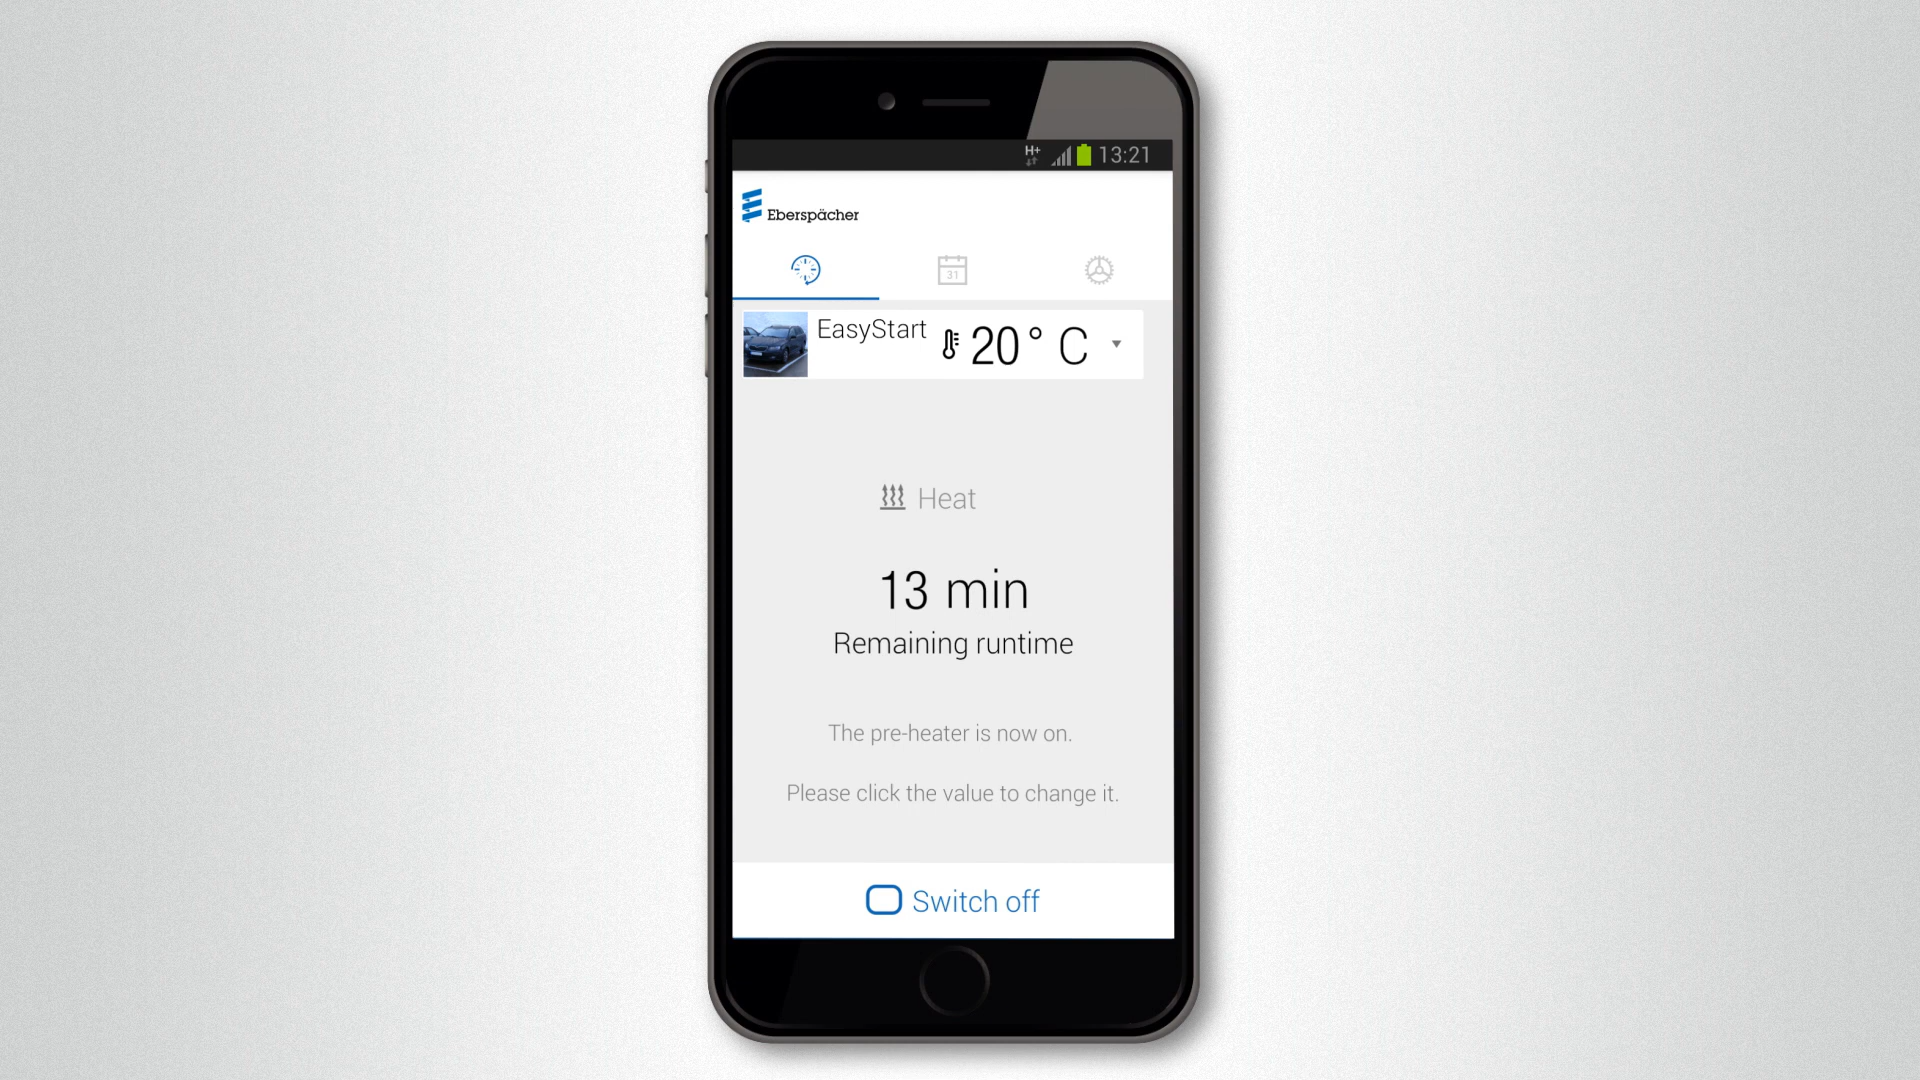 H+ 13:21
Eberspächer
31
EasyStart 20° C
Heat
13 min
Remaining runtime
The pre-heater is now on.
Please click the value to change it.
Switch off